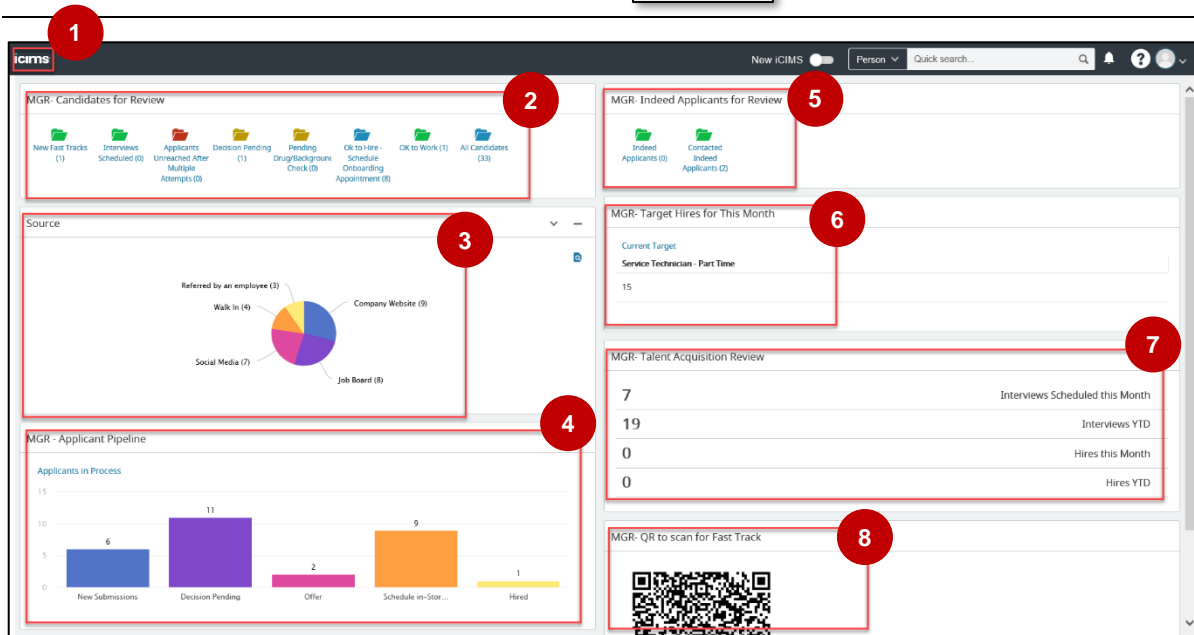 1
icims
New iCIMS
Person
Quick search...
?
MGR- Candidates for Review
2
New Fast Tracks
(1)
Interviews
Scheduled (0)
Applicants
Unreached After
Multiple
Attempts (0)
Decision Pending
(1)
Pending
Drug/Background
Check (0)
Ok to Hire -
Schedule
Onboarding
Appointment (8)
OK to Work (1)
All Candidates
(33)
MGR- Indeed Applicants for Review
5
Indeed
Applicants (0)
Contacted
Indeed
Applicants (2)
Source
3
Referred by an employee (3)
Walk In (4)
Company Website (9)
Social Media (7)
Job Board (8)
MGR- Target Hires for This Month
6
Current Target
Service Technician - Part Time
15
MGR- Talent Acquisition Review
7
7 Interviews Scheduled this Month
19 Interviews YTD
0 Hires this Month
0 Hires YTD
MGR - Applicant Pipeline
4
Applicants in Process
15
10
5
0
6
11
2
9
1
New Submissions
Decision Pending
Offer
Schedule in-Stor...
Hired
MGR- QR to scan for Fast Track
8